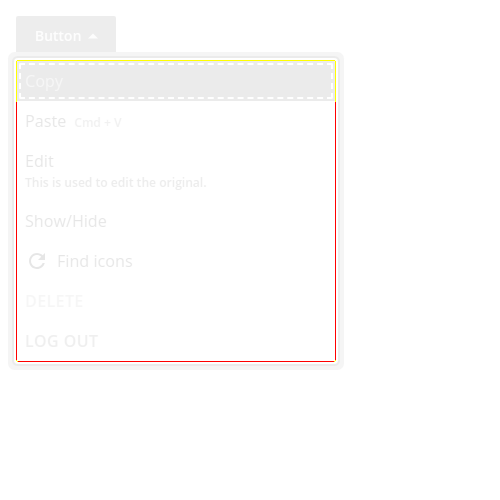 Button
Copy
Paste Cmd + V
Edit
This is used to edit the original.
Show/Hide
Find icons
DELETE
LOG OUT